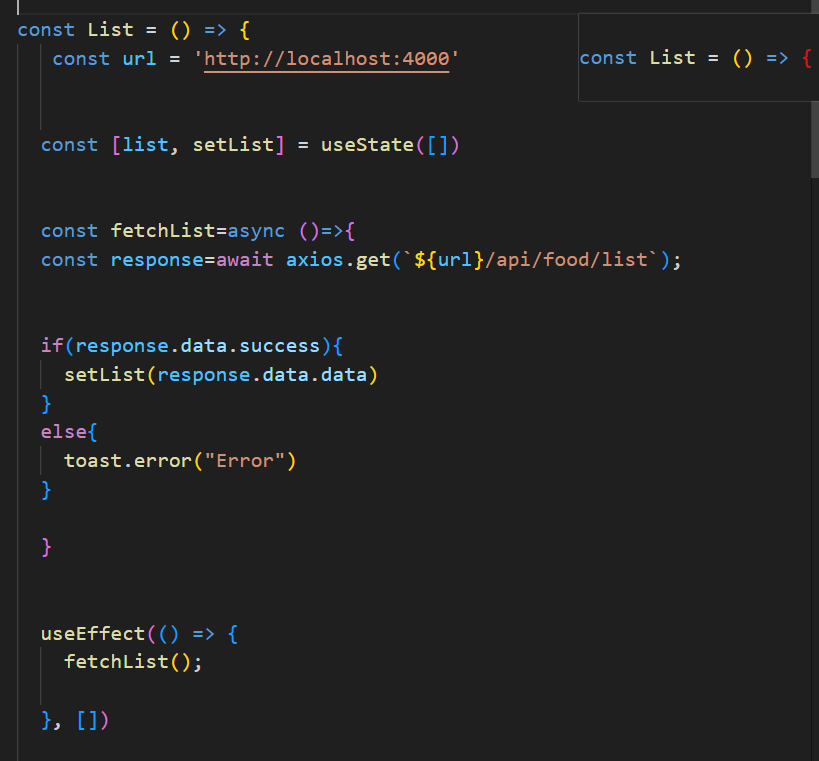 const List = () => {
const url = 'http://localhost:4000'
const List = () => {
const [list, setList] = useState([])
const fetchList=async ()=>{
const response=await axios.get(`${url}/api/food/list`);
if(response.data.success){
setList(response.data.data)
}
else{
toast.error("Error")
}
}
useEffect(() => {
fetchList();
}, [])